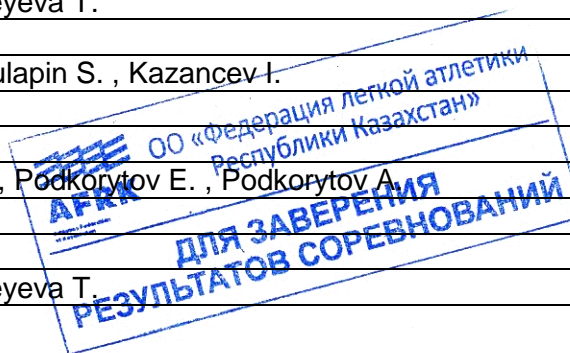 eyeva T.
ulapin S. , Kazancev I.
ОО «Федерация легкой атлетики
Республики Казахстан»
, Podkorytov E. , Podkorytov A.
AFRK
ДЛЯ ЗАВЕРЕНИЯ
РЕЗУЛЬТАТОВ СОРЕВНОВАНИЙ
eyeva T.